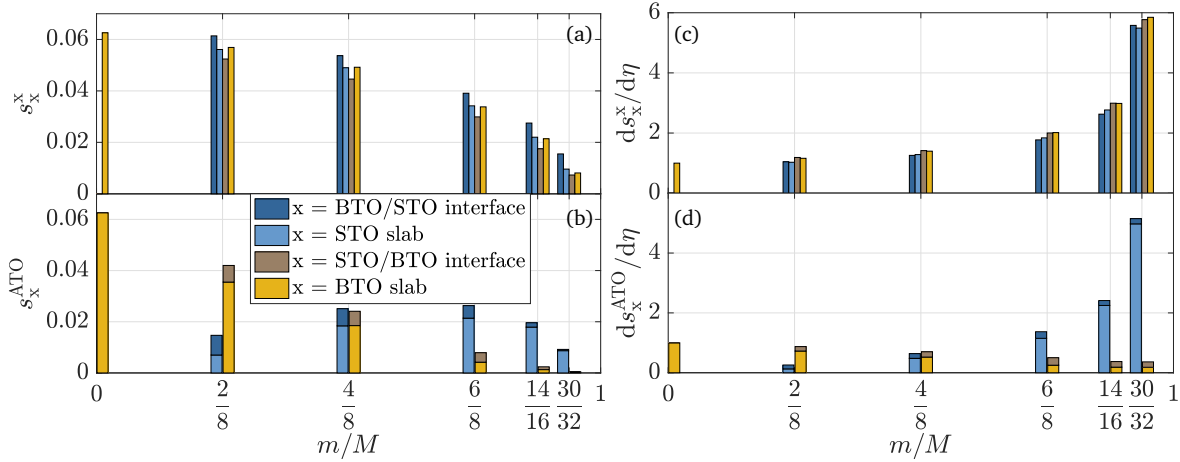 (a)
0.06
0.04
0.02
0
s_x^x
(b)
0.06
0.04
0.02
0
s_x^ATO
x = BTO/STO interface
x = STO slab
x = STO/BTO interface
x = BTO slab
0 2/8 4/8 6/8 14/16 30/32 1
m/M
(c)
6
4
2
0
ds_x^x/dη
(d)
4
2
0
ds_x^ATO/dη
0 2/8 4/8 6/8 14/16 30/32 1
m/M